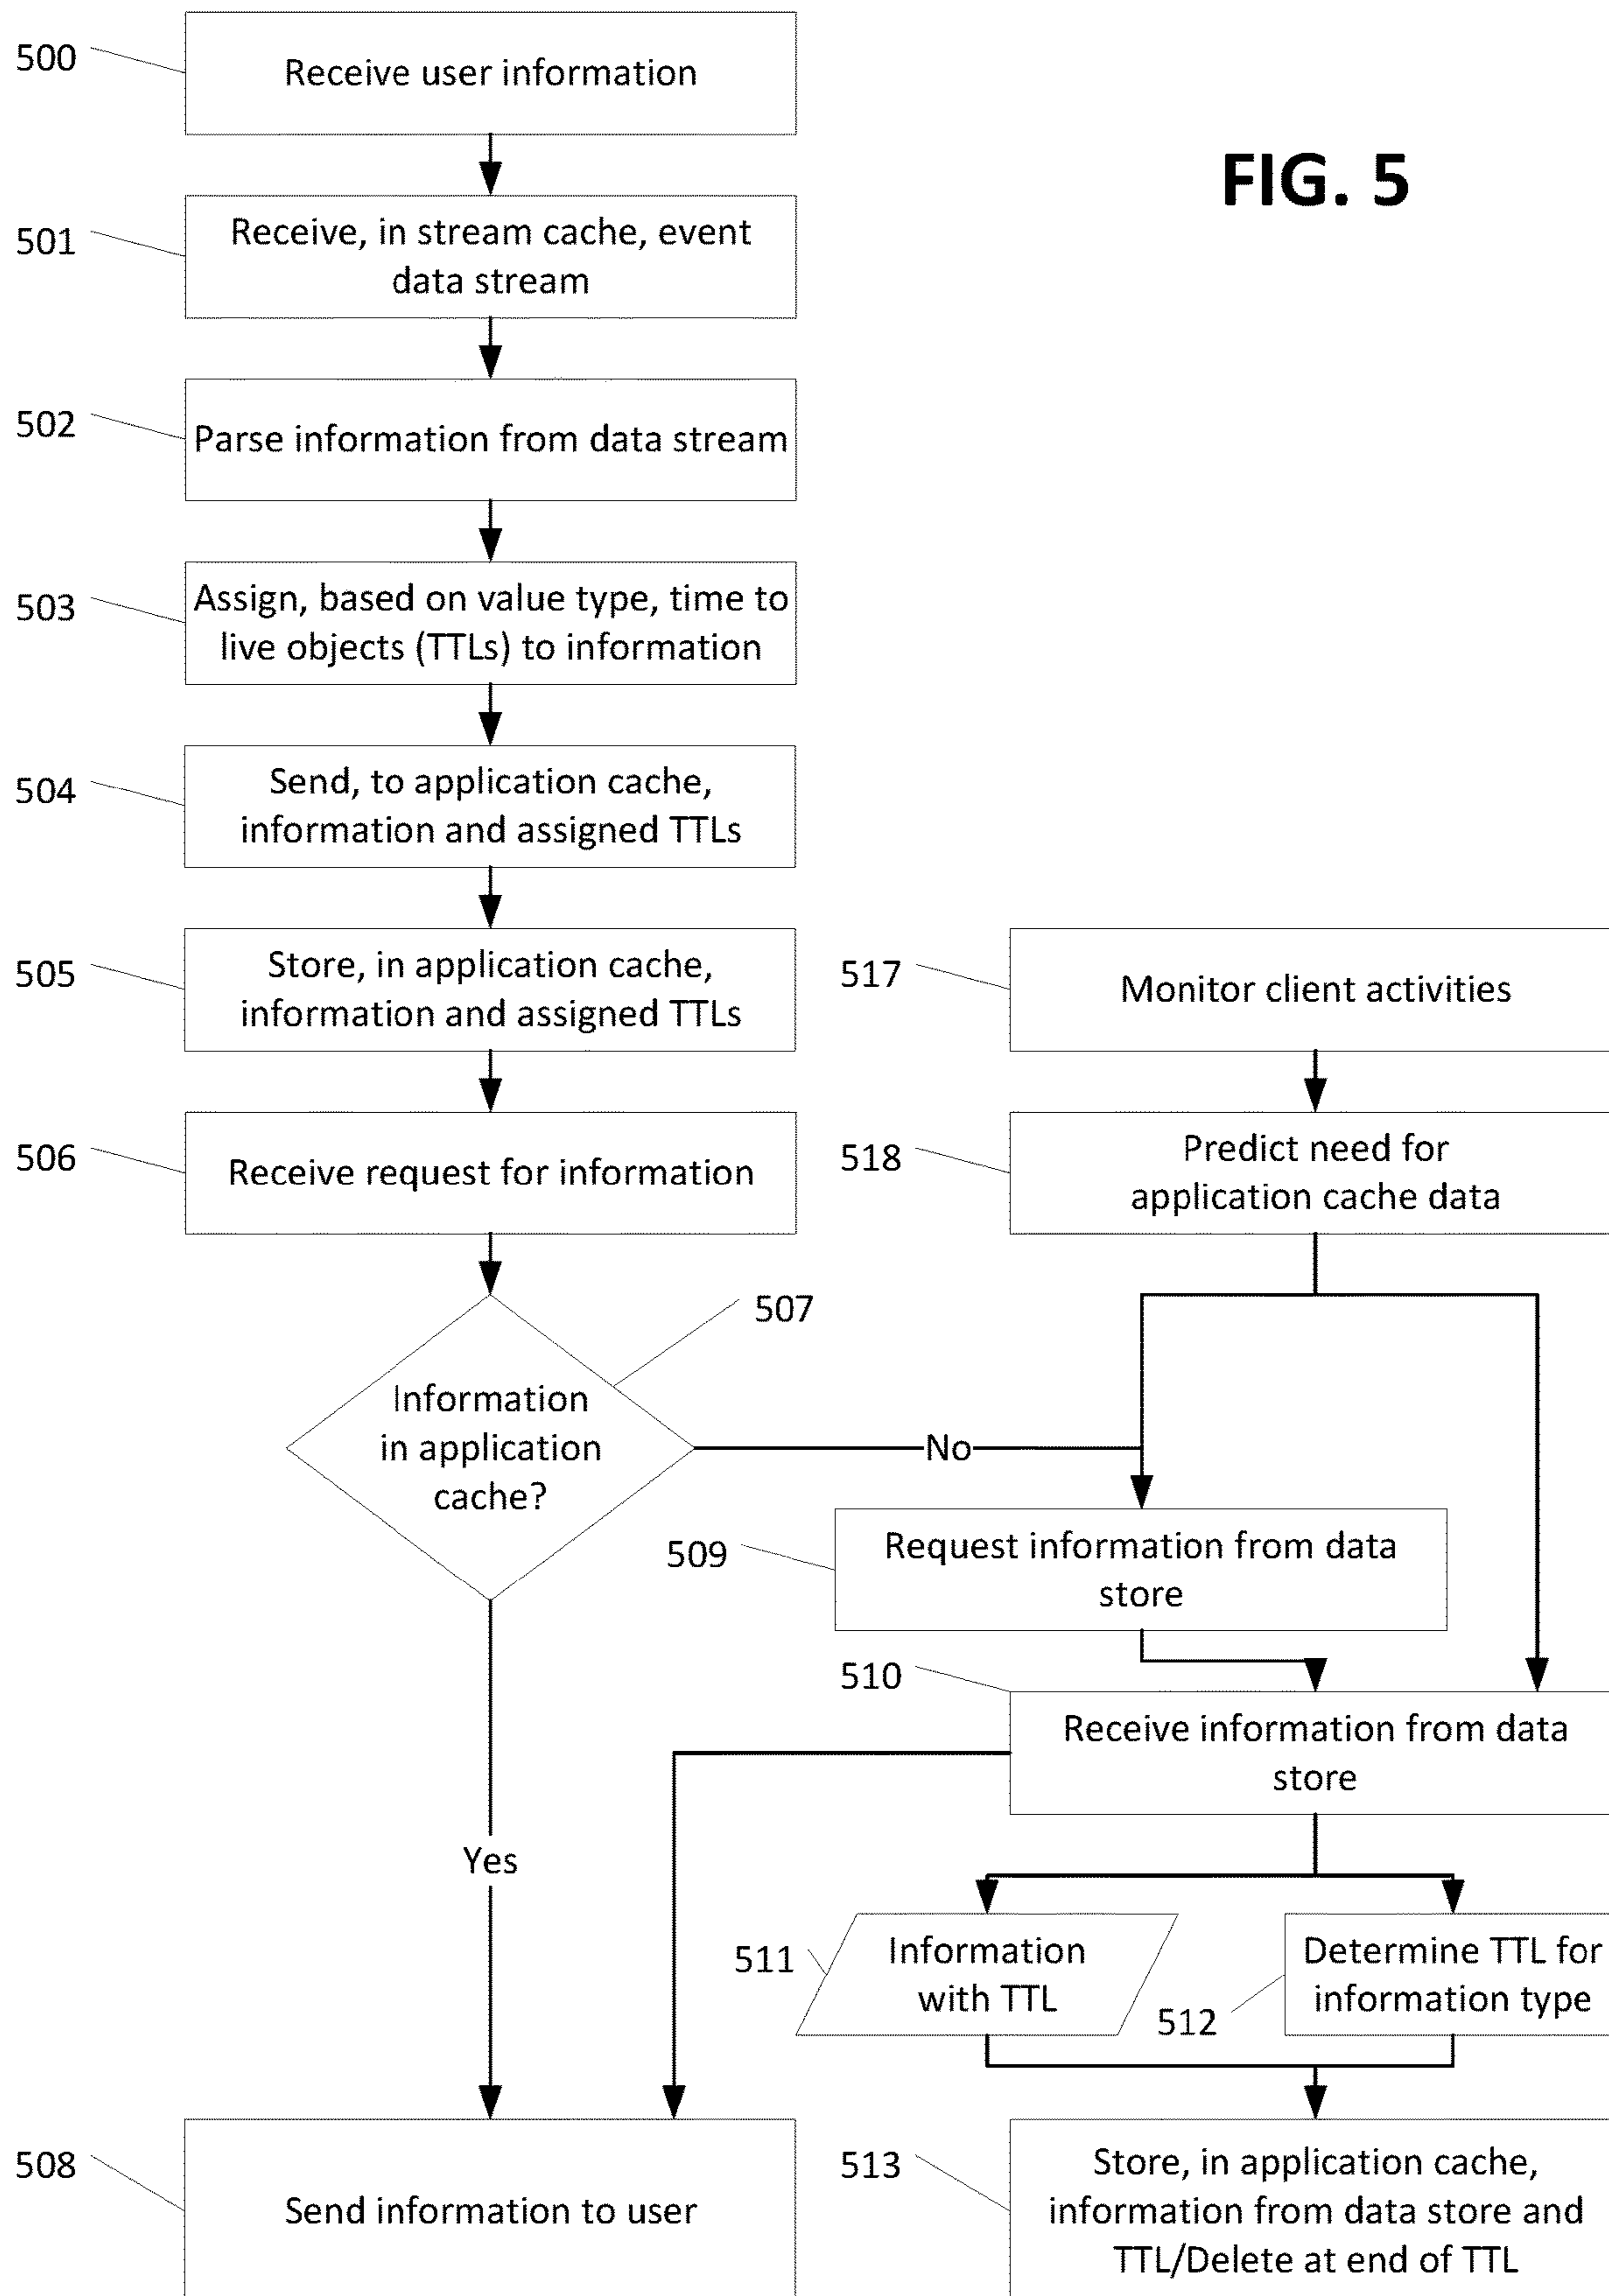 500
Receive user information
FIG. 5
501
Receive, in stream cache, event
data stream
502
Parse information from data stream
503
Assign, based on value type, time to
live objects (TTLs) to information
504
Send, to application cache,
information and assigned TTLs
505
Store, in application cache,
information and assigned TTLs
517
Monitor client activities
506
Receive request for information
518
Predict need for
application cache data
507
Information
in application
cache?
No
509
Request information from data
store
510
Receive information from data
store
Yes
511
Information
with TTL
512
Determine TTL for
information type
508
Send information to user
513
Store, in application cache,
information from data store and
TTL/Delete at end of TTL